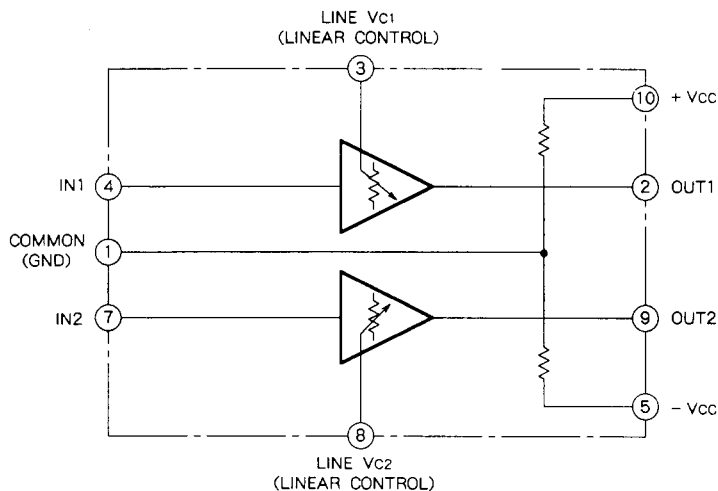 LINE VC1
(LINEAR CONTROL)
3
10 + VCC
IN1 4
2 OUT1
COMMON
(GND)
1
IN2 7
9 OUT2
5 - VCC
8
LINE VC2
(LINEAR CONTROL)